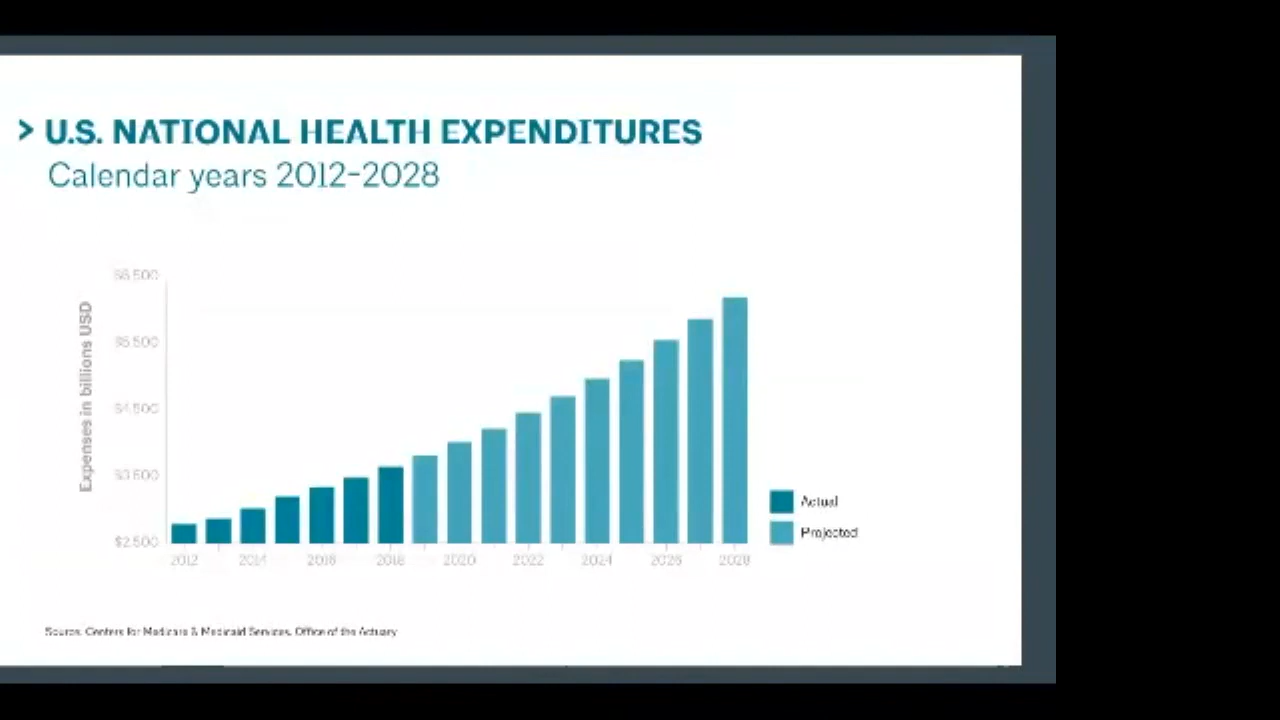 > U.S. NATIONAL HEALTH EXPENDITURES
Calendar years 2012-2028
Expenses in billions USD
$6,500
$5,500
$4,500
$3,500
$2,500
2012 2014 2016 2018 2020 2022 2024 2026 2028
Actual
Projected
Source: Centers for Medicare & Medicaid Services, Office of the Actuary